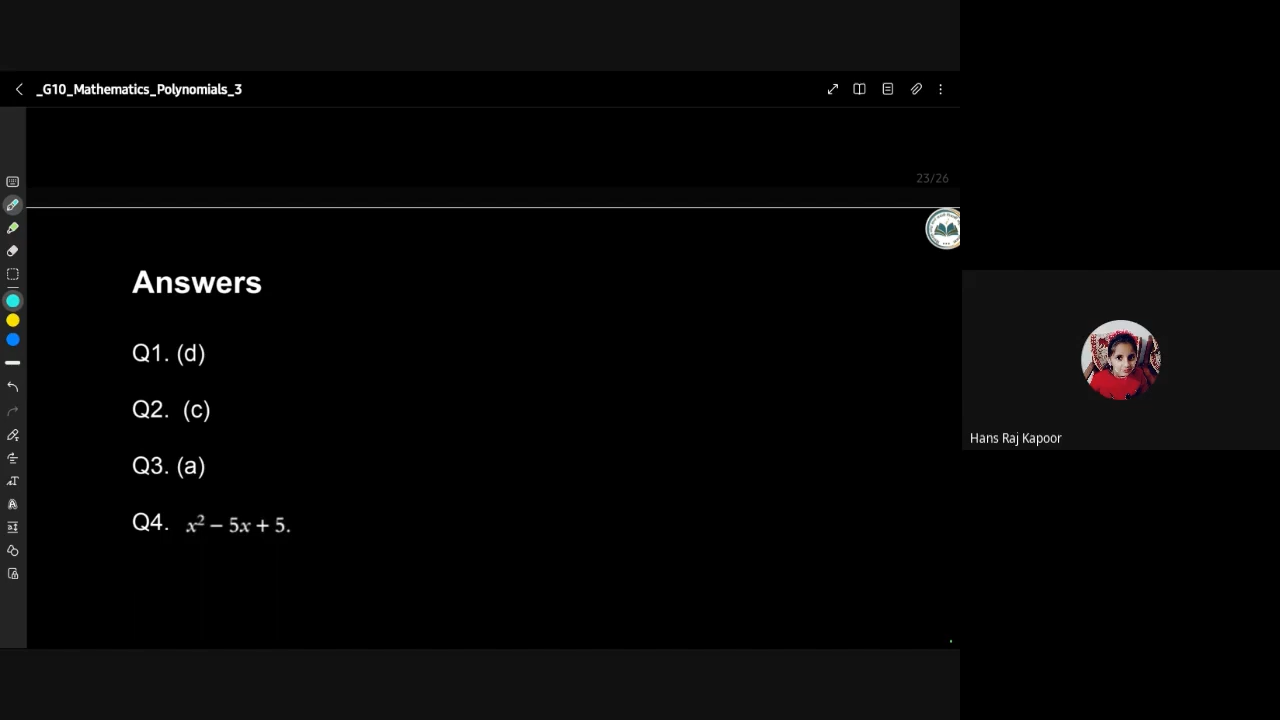 _G10_Mathematics_Polynomials_3
23/26
Answers
Q1. (d)
Q2. (c)
Q3. (a)
Q4. x² − 5x + 5.
Hans Raj Kapoor